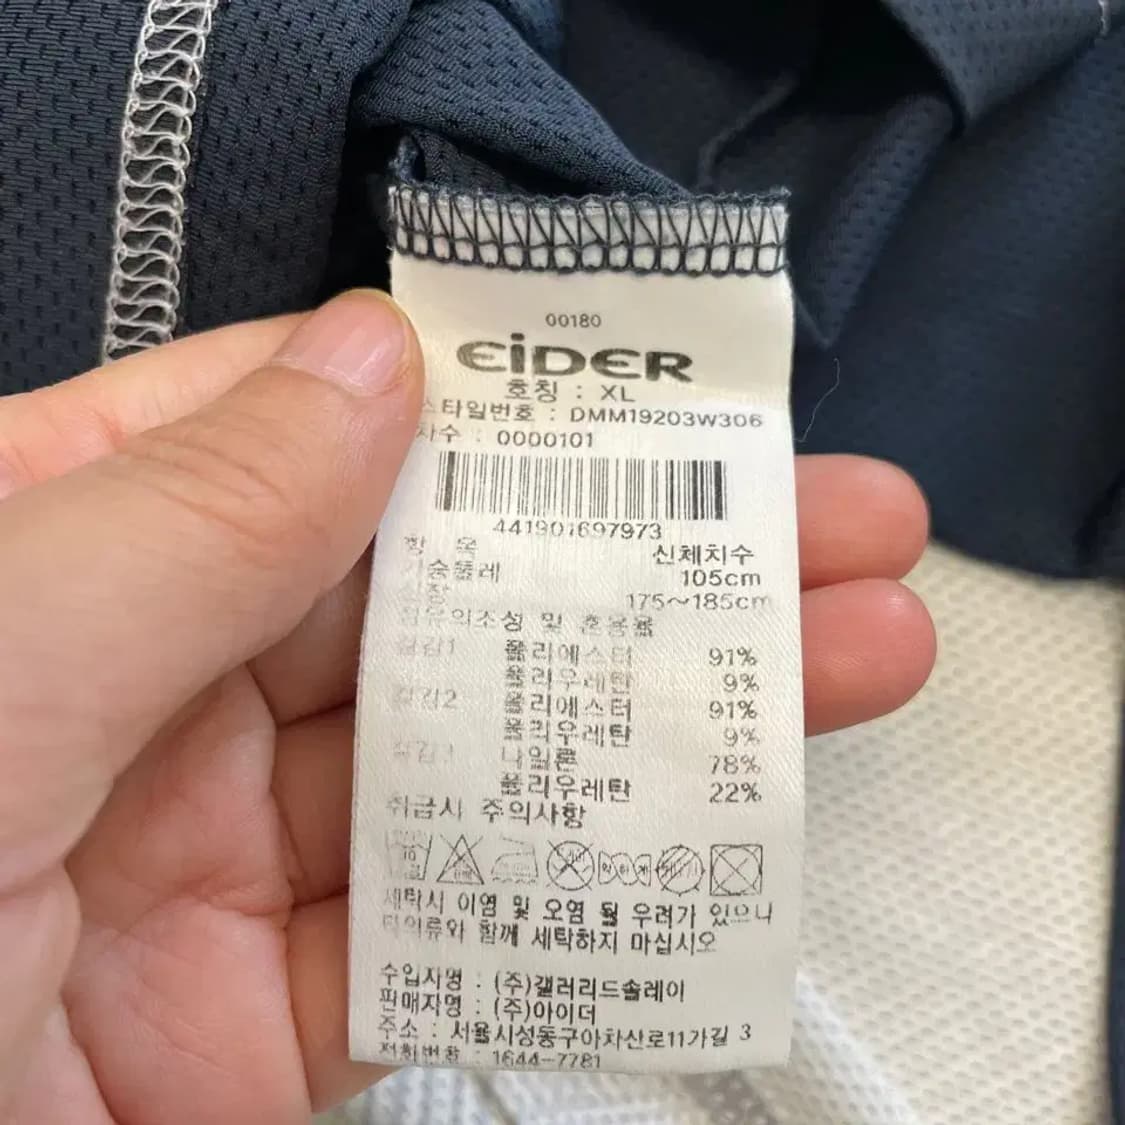 00180
EiDER
호칭 : XL
스타일번호 : DMM19203W306
차수 : 0000101
441901697973
항 목 신체치수
가슴둘레 105cm
175~185cm
섬유의조성 및 혼용율
겉감1 폴리에스터 91%
폴리우레탄 9%
겉감2 폴리에스터 91%
폴리우레탄 9%
겉감3 나일론 78%
폴리우레탄 22%
취급시 주의사항
약하게
세탁시 이염 및 오염 될 우려가 있으니
타의류와 함께 세탁하지 마십시오
수입자명 : (주)갤러리드솔레이
판매자명 : (주)아이더
주소 : 서울시성동구아차산로11가길 3
전화번호 : 1644-7781